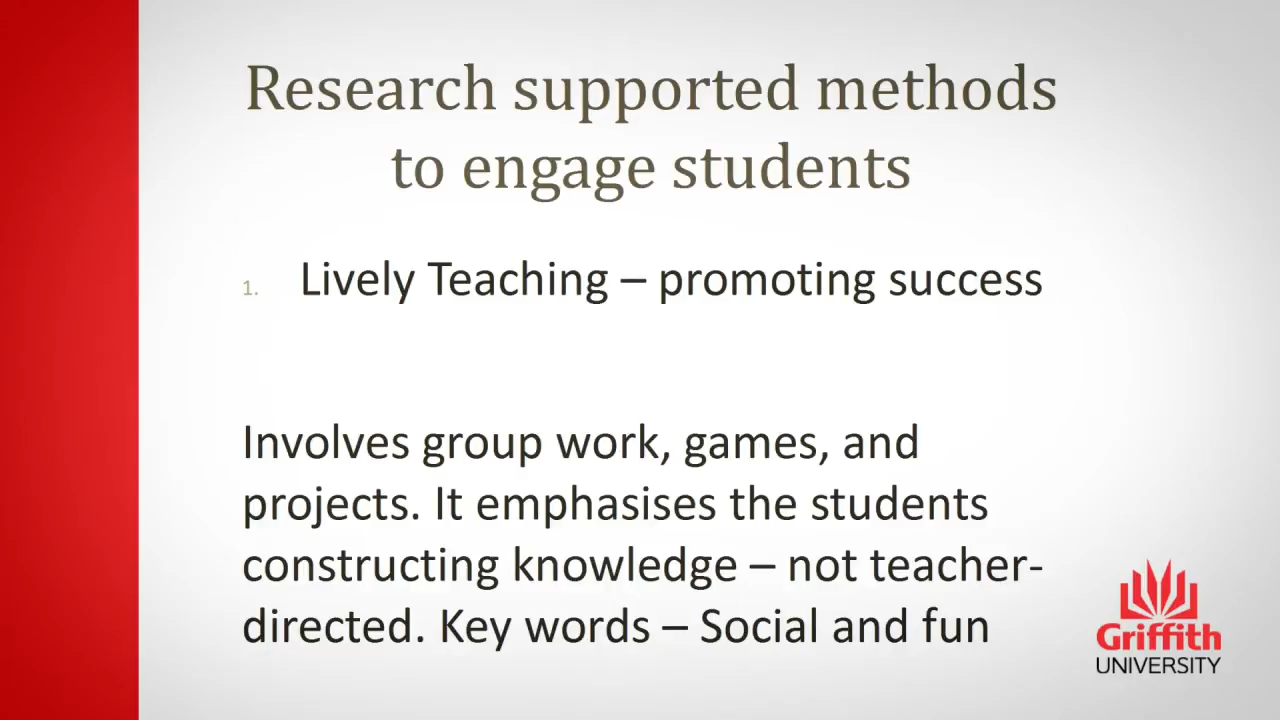 Research supported methods
to engage students
1. Lively Teaching – promoting success
Involves group work, games, and
projects. It emphasises the students
constructing knowledge – not teacher-
directed. Key words – Social and fun
Griffith
UNIVERSITY